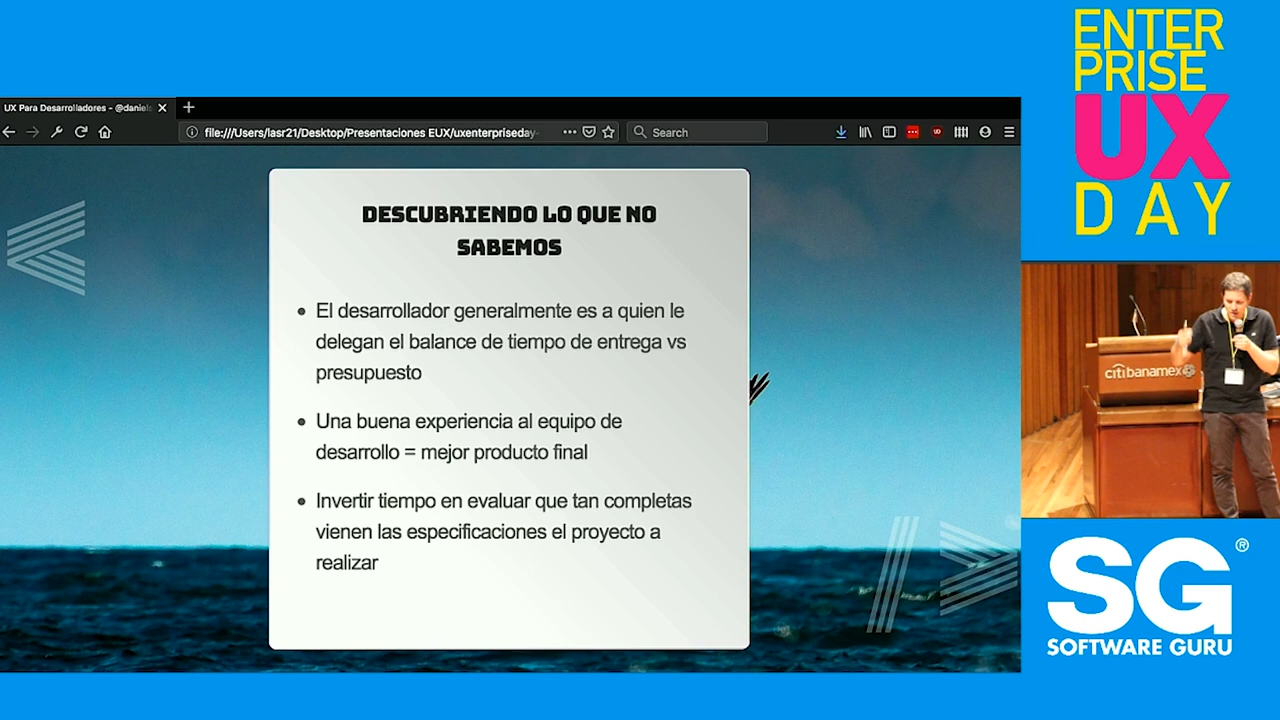 ENTER
PRISE
UX
DAY
UX Para Desarrolladores - @daniel
file:///Users/lasr21/Desktop/Presentaciones EUX/uxenterpriseday-
Search
DESCUBRIENDO LO QUE NO
SABEMOS
El desarrollador generalmente es a quien le
delegan el balance de tiempo de entrega vs
presupuesto
Una buena experiencia al equipo de
desarrollo = mejor producto final
Invertir tiempo en evaluar que tan completas
vienen las especificaciones el proyecto a
realizar
citibanamex
SG®
SOFTWARE GURU